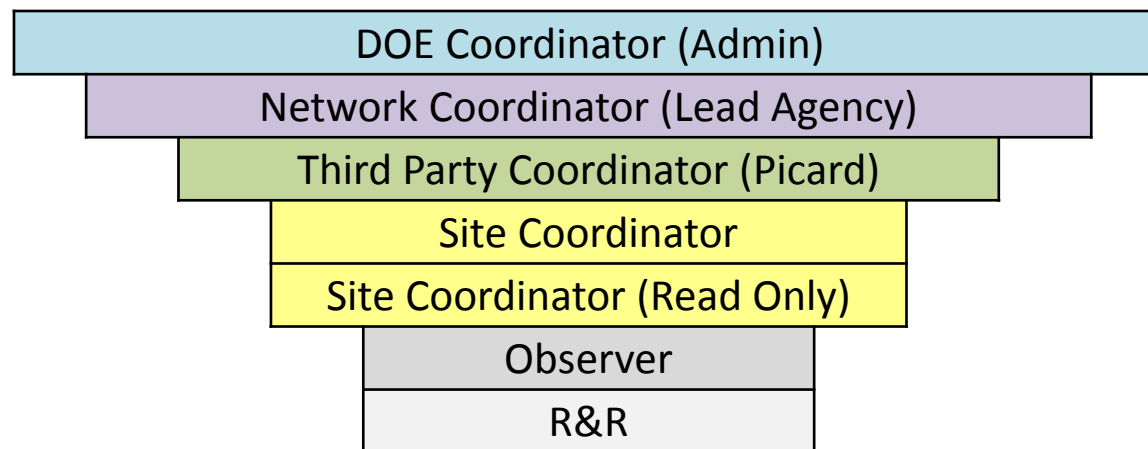 DOE Coordinator (Admin)
Network Coordinator (Lead Agency)
Third Party Coordinator (Picard)
Site Coordinator
Site Coordinator (Read Only)
Observer
R&R